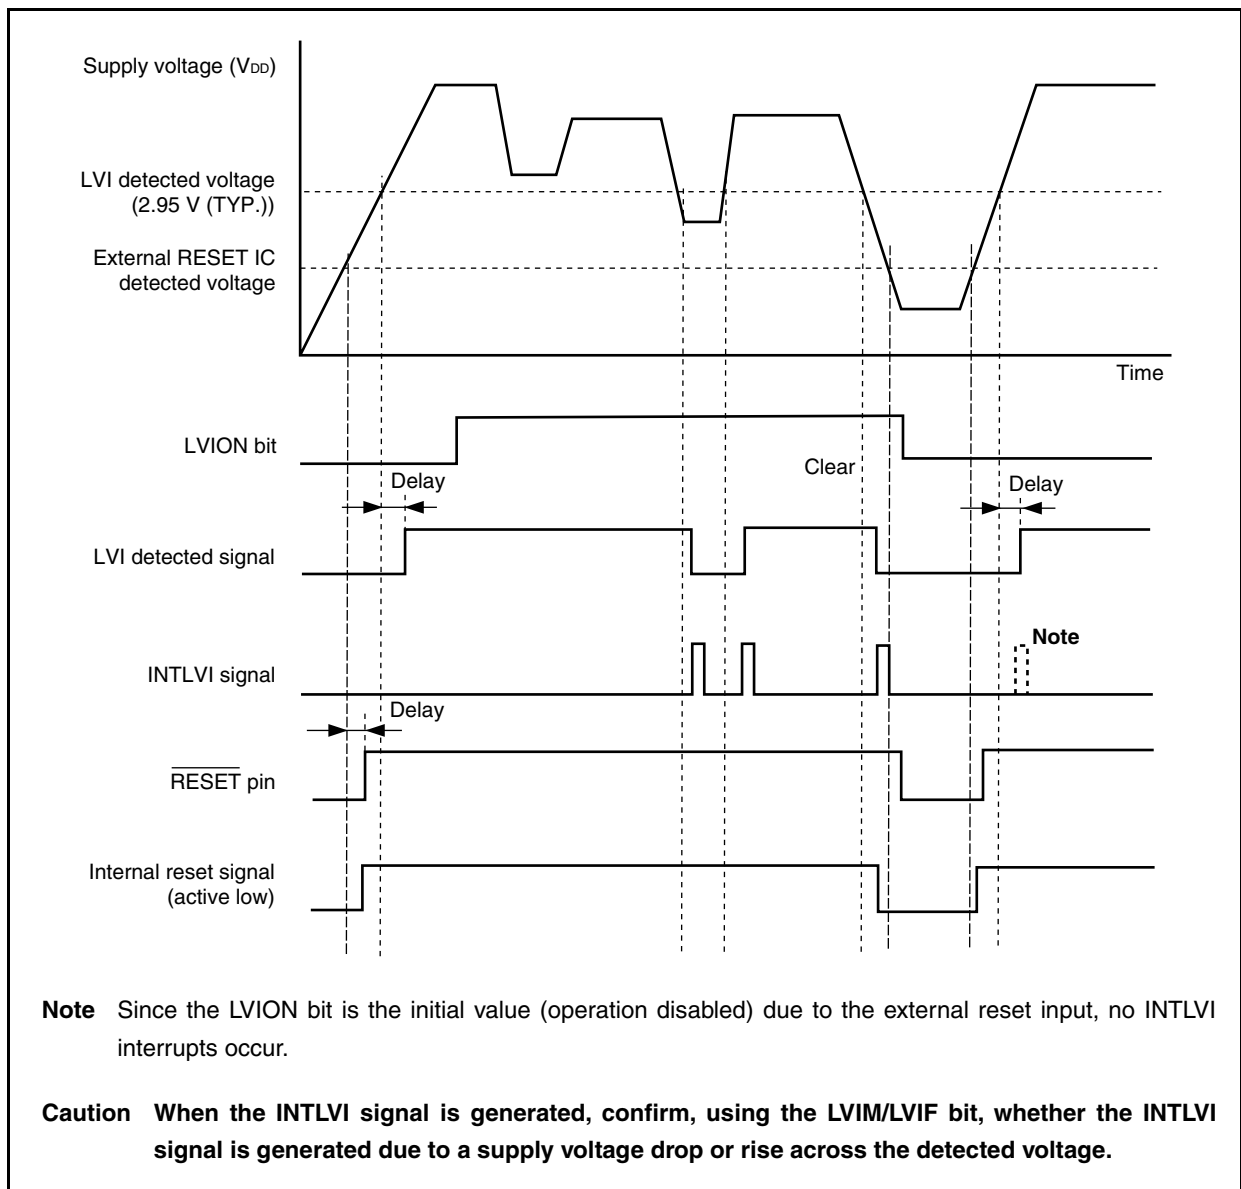 Supply voltage (VDD)
LVI detected voltage
(2.95 V (TYP.))
External RESET IC
detected voltage
Time
LVION bit
Clear
Delay
Delay
LVI detected signal
Note
INTLVI signal
Delay
RESET pin
Internal reset signal
(active low)
Note Since the LVION bit is the initial value (operation disabled) due to the external reset input, no INTLVI
interrupts occur.
Caution When the INTLVI signal is generated, confirm, using the LVIM/LVIF bit, whether the INTLVI
signal is generated due to a supply voltage drop or rise across the detected voltage.